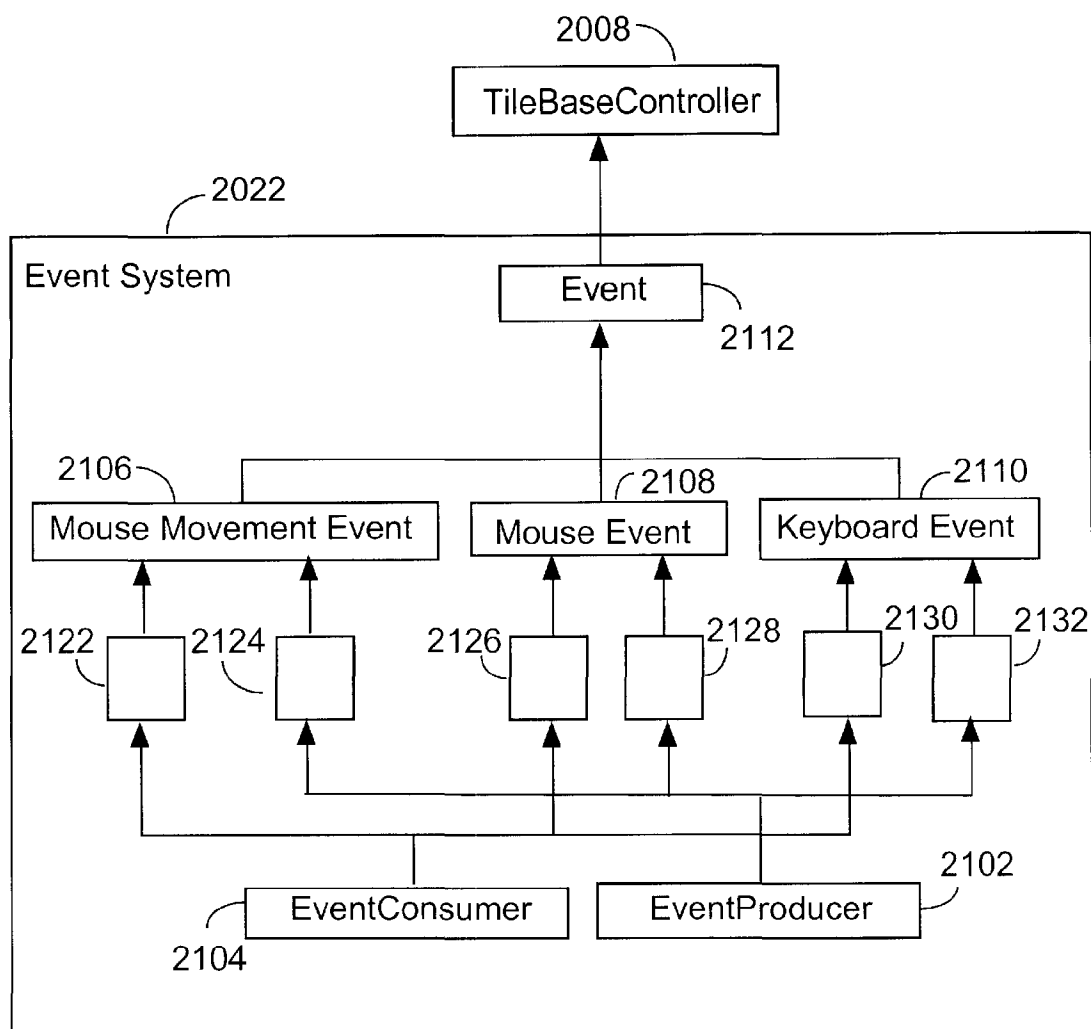 2008
TileBaseController
2022
Event System
Event
2112
2106
2108
2110
Mouse Movement Event
Mouse Event
Keyboard Event
2122
2124
2126
2128
2130
2132
EventConsumer
EventProducer
2102
2104